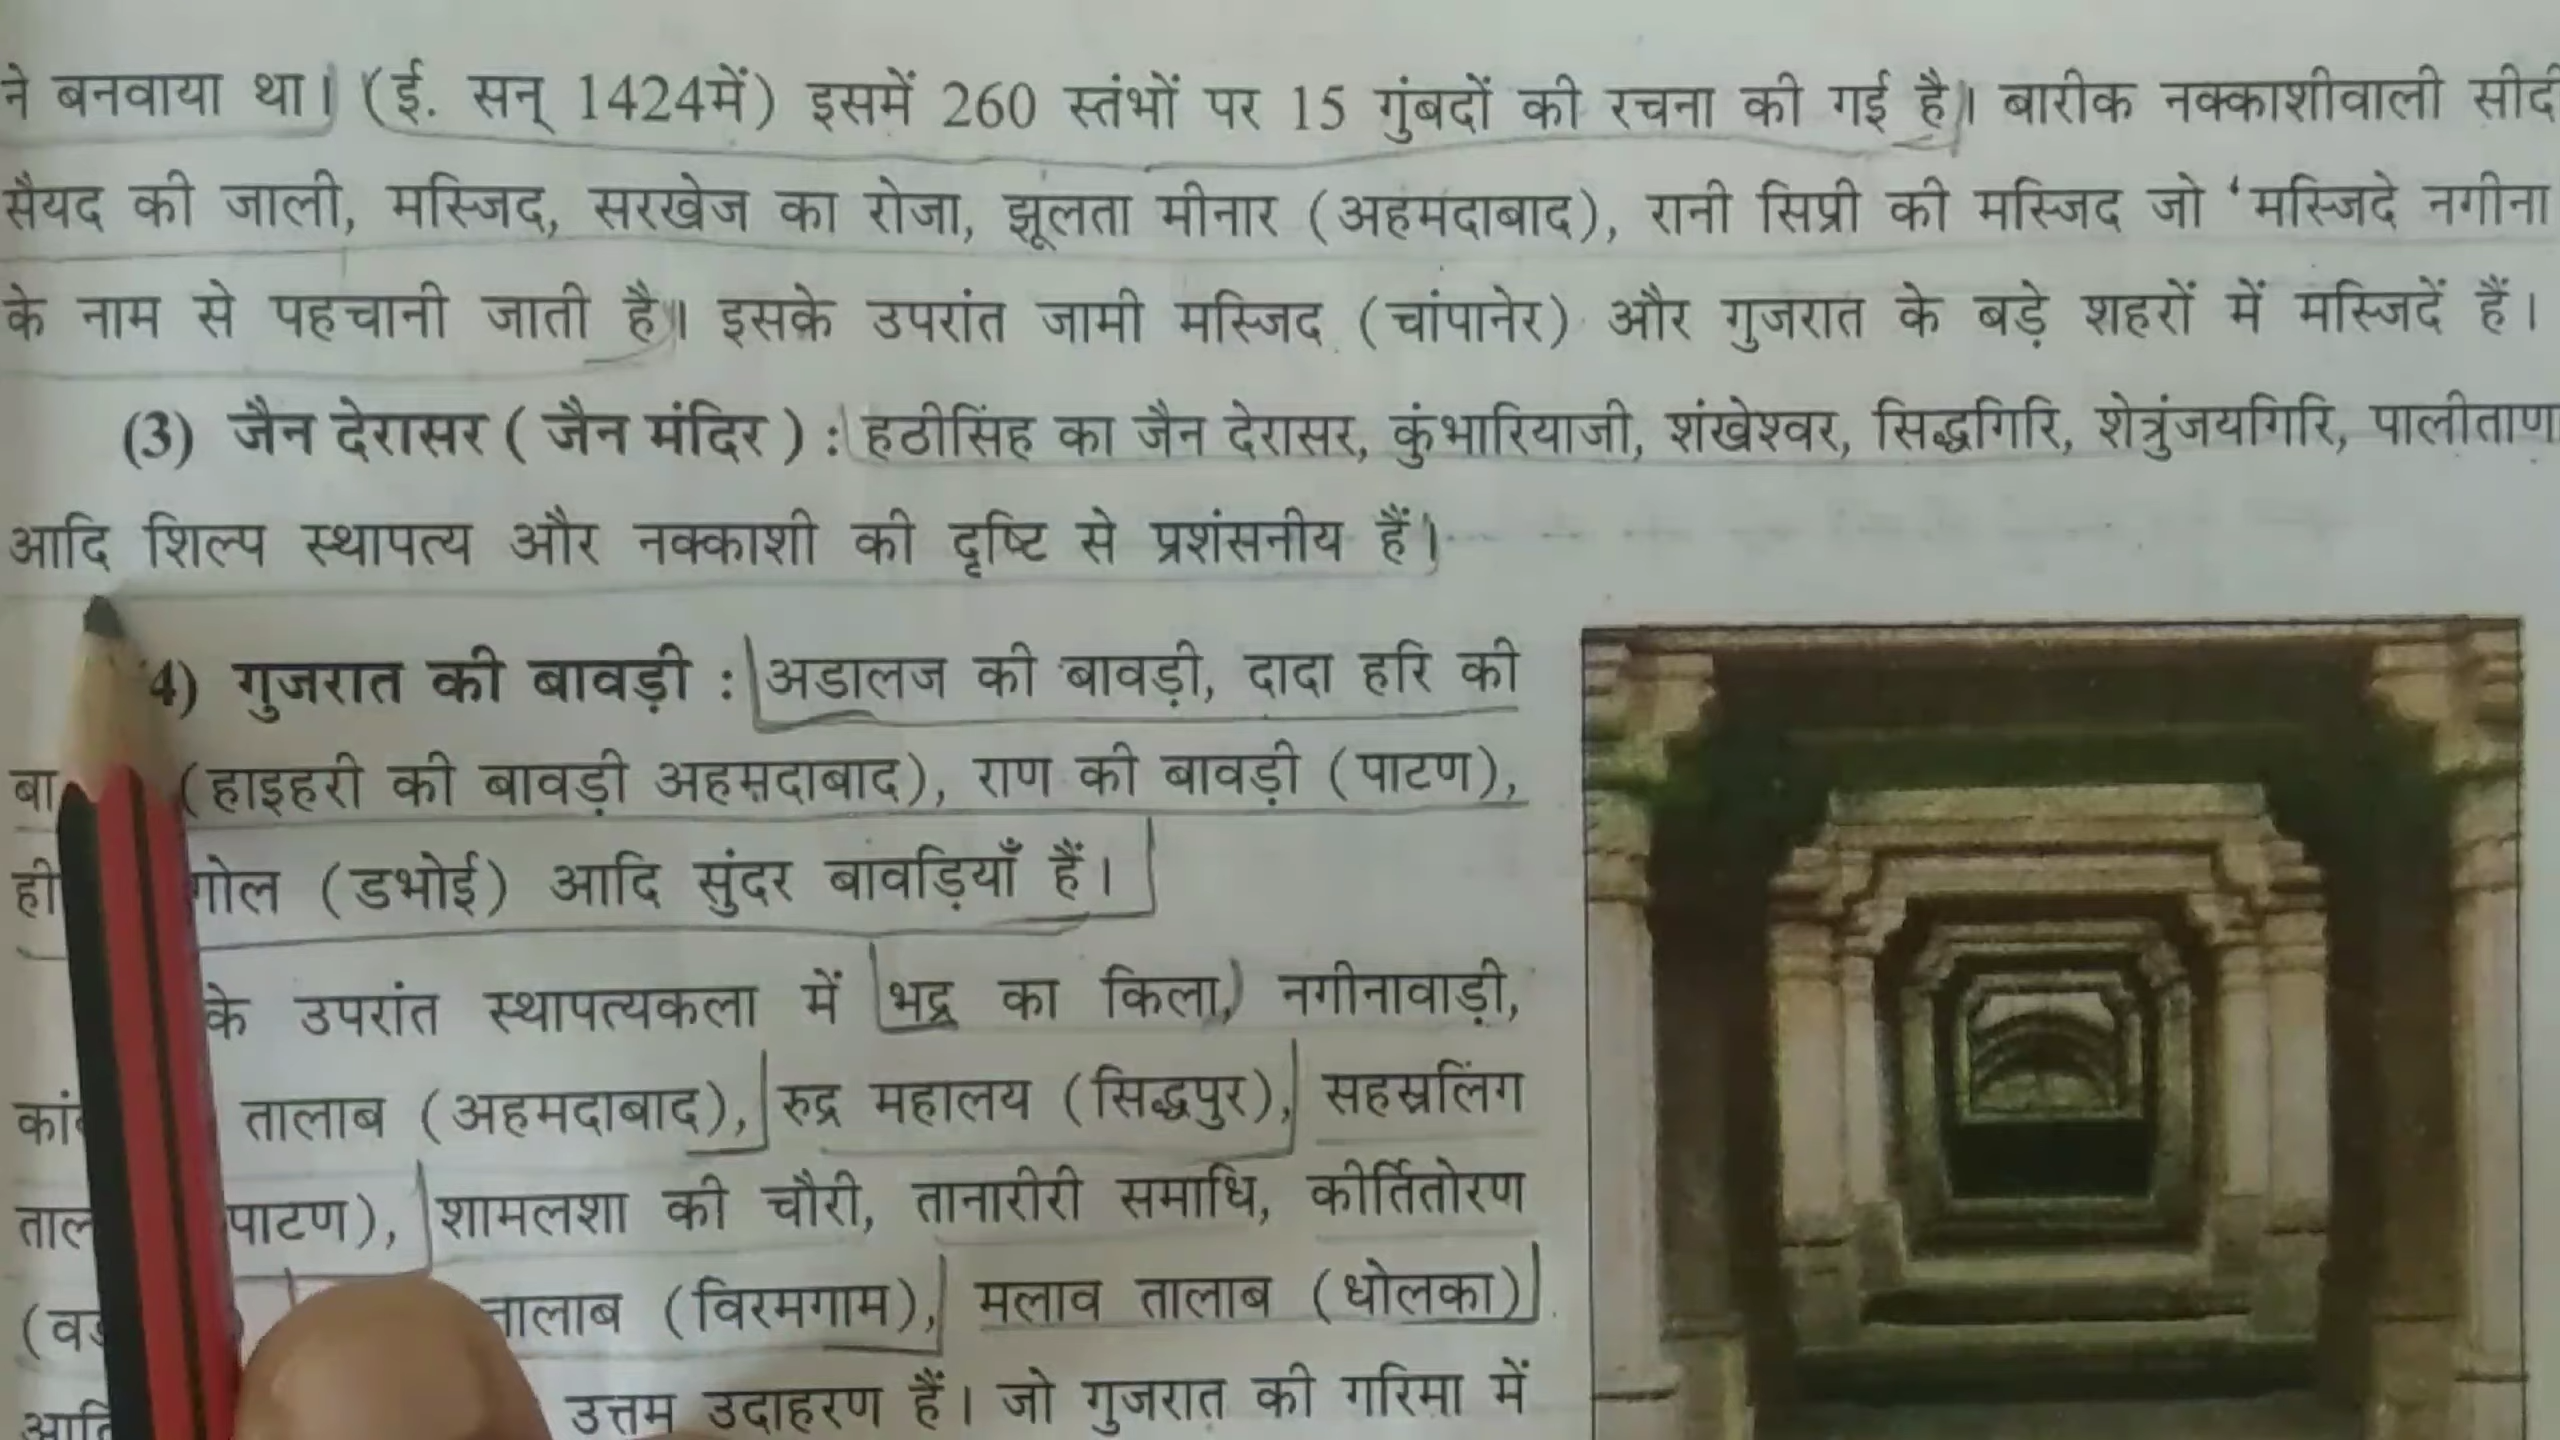 ने बनवाया था। (ई. सन् 1424में) इसमें 260 स्तंभों पर 15 गुंबदों की रचना की गई है। बारीक नक्काशीवाली सीदी
सैयद की जाली, मस्जिद, सरखेज का रोजा, झूलता मीनार (अहमदाबाद), रानी सिप्री की मस्जिद जो 'मस्जिदे नगीना
के नाम से पहचानी जाती है। इसके उपरांत जामी मस्जिद (चांपानेर) और गुजरात के बड़े शहरों में मस्जिदें हैं।
(3) जैन देरासर (जैन मंदिर) : हठीसिंह का जैन देरासर, कुंभारियाजी, शंखेश्वर, सिद्धगिरि, शेत्रुंजयगिरि, पालीताण
आदि शिल्प स्थापत्य और नक्काशी की दृष्टि से प्रशंसनीय हैं।
4) गुजरात की बावड़ी : अडालज की बावड़ी, दादा हरि की
(हाइहरी की बावड़ी अहमदाबाद), राण की बावड़ी (पाटण),
गोल (डभोई) आदि सुंदर बावड़ियाँ हैं।
के उपरांत स्थापत्यकला में भद्र का किला, नगीनावाड़ी,
तालाब (अहमदाबाद), रुद्र महालय (सिद्धपुर), सहस्रलिंग
पाटण), शामलशा की चौरी, तानारीरी समाधि, कीर्तितोरण
तालाब (विरमगाम), मलाव तालाब (धोलका)
उत्तम उदाहरण हैं। जो गुजरात की गरिमा में